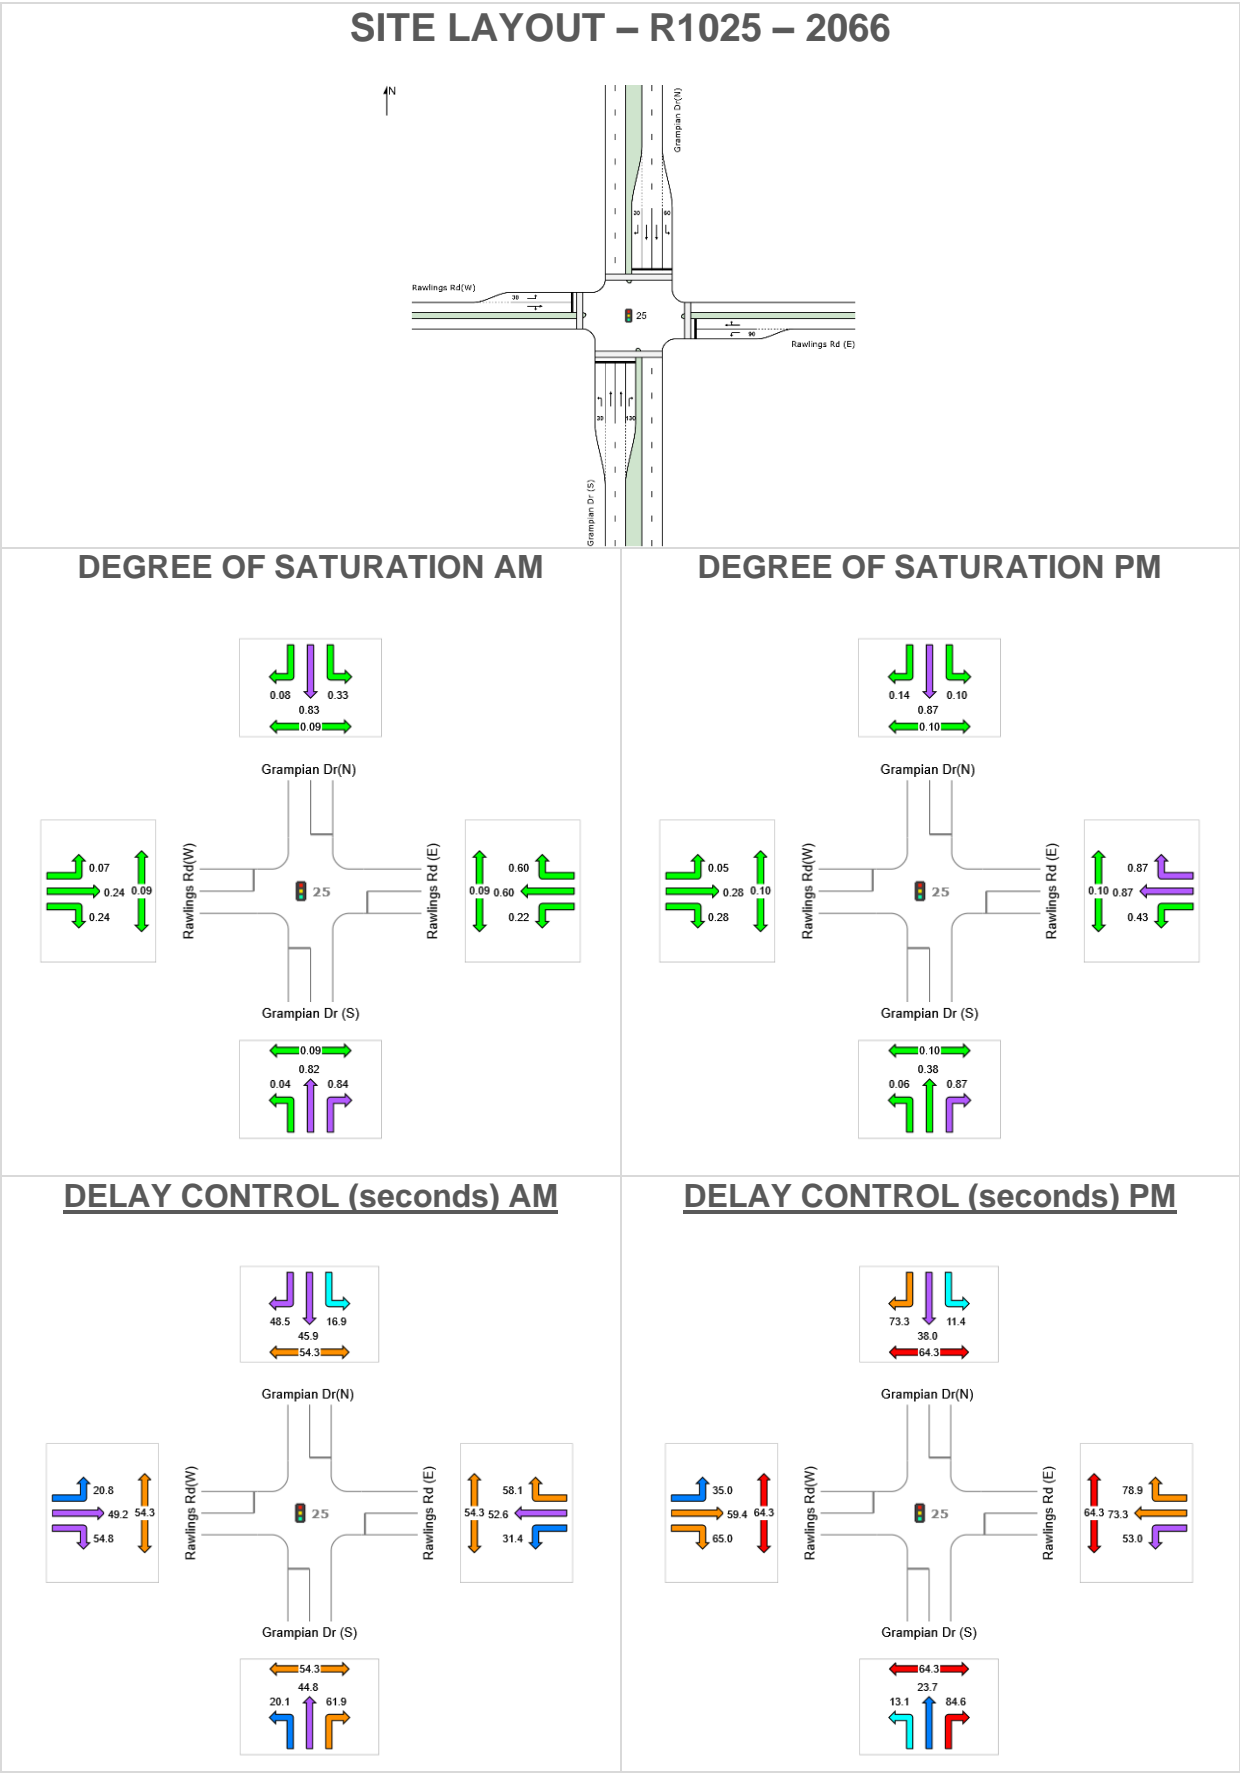 SITE LAYOUT – R1025 – 2066
N
Grampian Dr(N)
30 60
Rawlings Rd(W)
30
25
90
Rawlings Rd (E)
30 130
Grampian Dr (S)
DEGREE OF SATURATION AM
0.08 0.33
0.83
0.09
Grampian Dr(N)
0.07
0.24 0.09
0.24
Rawlings Rd(W)
25
Rawlings Rd (E)
0.60
0.09 0.60
0.22
Grampian Dr (S)
0.09
0.82
0.04 0.84
DEGREE OF SATURATION PM
0.14 0.10
0.87
0.10
Grampian Dr(N)
0.05
0.28 0.10
0.28
Rawlings Rd(W)
25
Rawlings Rd (E)
0.87
0.10 0.87
0.43
Grampian Dr (S)
0.10
0.38
0.06 0.87
DELAY CONTROL (seconds) AM
48.5 16.9
45.9
54.3
Grampian Dr(N)
20.8
49.2 54.3
54.8
Rawlings Rd(W)
25
Rawlings Rd (E)
58.1
54.3 52.6
31.4
Grampian Dr (S)
54.3
44.8
20.1 61.9
DELAY CONTROL (seconds) PM
73.3 11.4
38.0
64.3
Grampian Dr(N)
35.0
59.4 64.3
65.0
Rawlings Rd(W)
25
Rawlings Rd (E)
78.9
64.3 73.3
53.0
Grampian Dr (S)
64.3
23.7
13.1 84.6